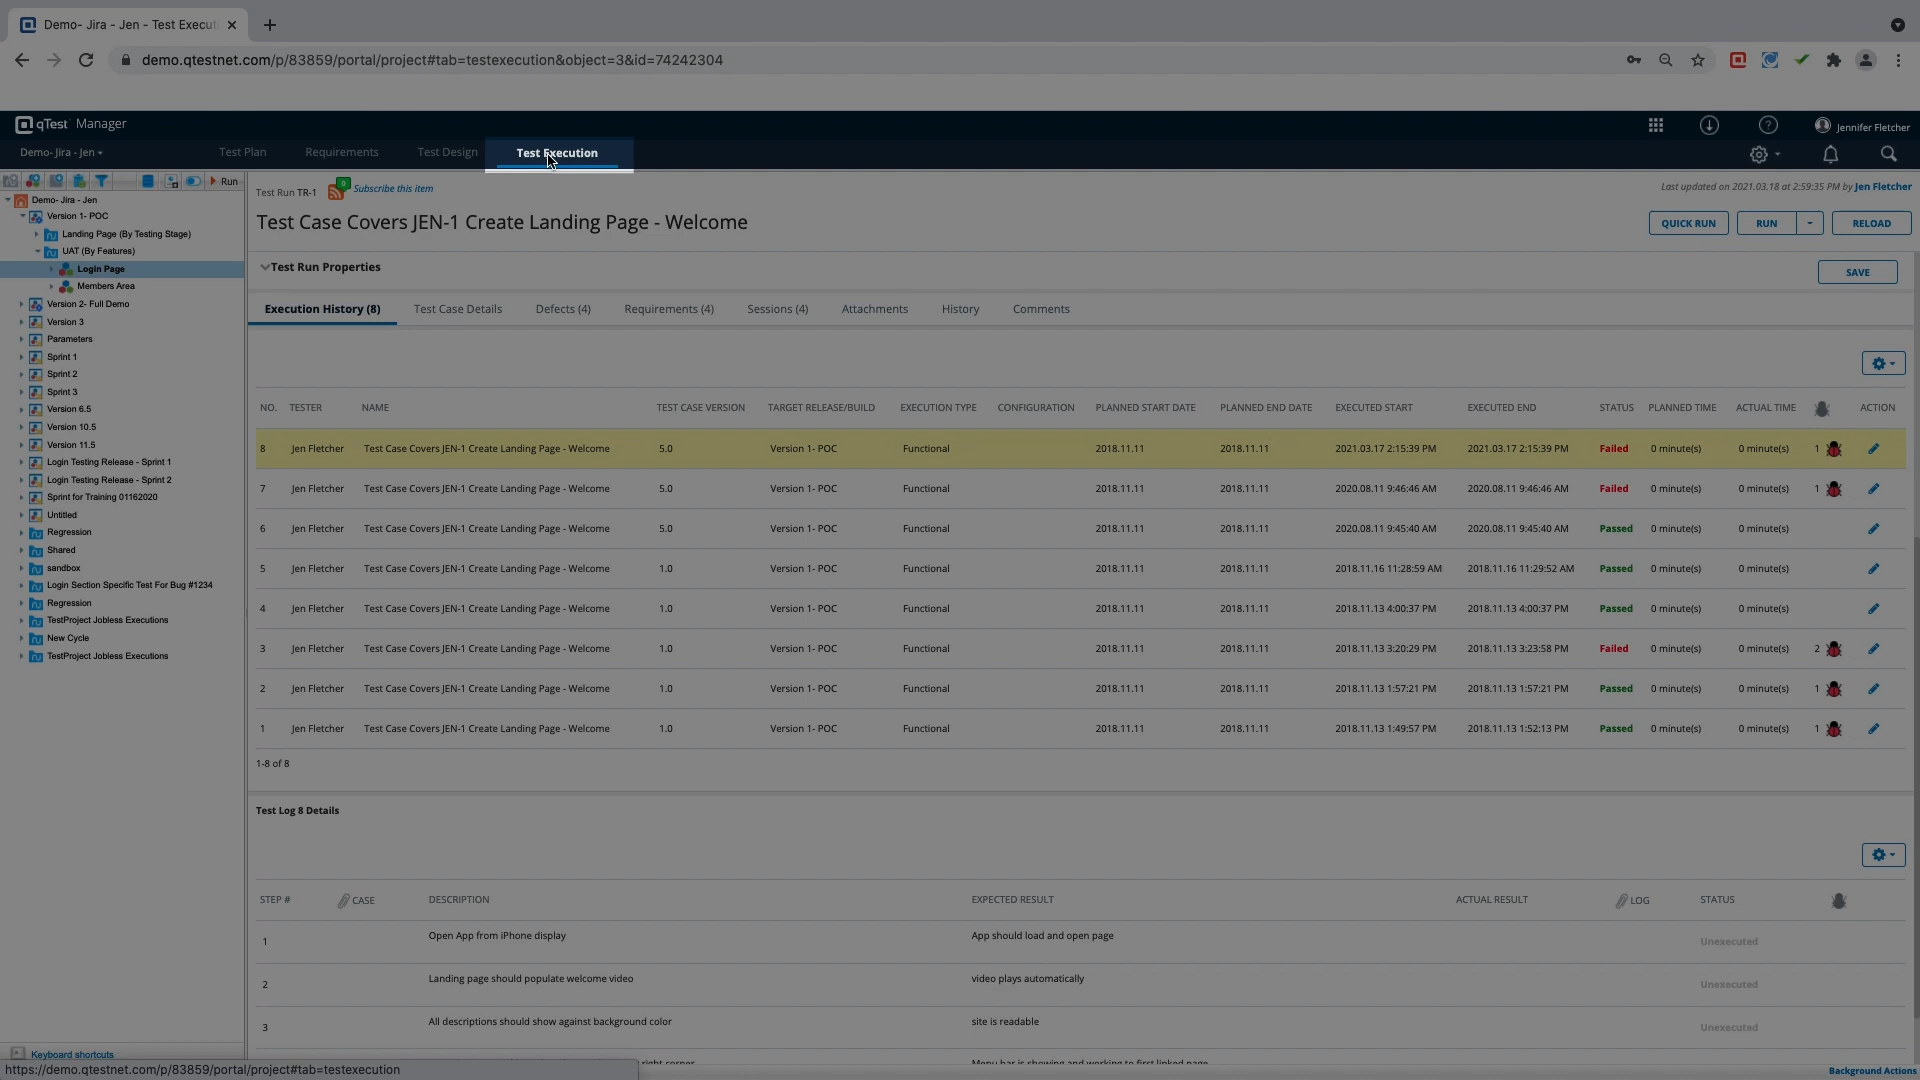 Demo- Jira - Jen - Test Execut
demo.qtestnet.com/p/83859/portal/project#tab=testexecution&object=3&id=74242304
qTest Manager
Jennifer Fletcher
Demo- Jira - Jen
Test Plan
Requirements
Test Design
Test Execution
Run
Demo- Jira - Jen
Version 1- POC
Landing Page (By Testing Stage)
UAT (By Features)
Login Page
Members Area
Version 2- Full Demo
Version 3
Parameters
Sprint 1
Sprint 2
Sprint 3
Version 6.5
Version 10.5
Version 11.5
Login Testing Release - Sprint 1
Login Testing Release - Sprint 2
Sprint for Training 01162020
Untitled
Regression
Shared
sandbox
Login Section Specific Test For Bug #1234
Regression
TestProject Jobless Executions
New Cycle
TestProject Jobless Executions
Keyboard shortcuts
https://demo.qtestnet.com/p/83859/portal/project#tab=testexecution
Test Run TR-1 0 Subscribe this item
Last updated on 2021.03.18 at 2:59:35 PM by Jen Fletcher
Test Case Covers JEN-1 Create Landing Page - Welcome
QUICK RUN RUN RELOAD
Test Run Properties
SAVE
Execution History (8) Test Case Details Defects (4) Requirements (4) Sessions (4) Attachments History Comments
NO. TESTER NAME TEST CASE VERSION TARGET RELEASE/BUILD EXECUTION TYPE CONFIGURATION PLANNED START DATE PLANNED END DATE EXECUTED START EXECUTED END STATUS PLANNED TIME ACTUAL TIME ACTION
8 Jen Fletcher Test Case Covers JEN-1 Create Landing Page - Welcome 5.0 Version 1- POC Functional 2018.11.11 2018.11.11 2021.03.17 2:15:39 PM 2021.03.17 2:15:39 PM Failed 0 minute(s) 0 minute(s) 1
7 Jen Fletcher Test Case Covers JEN-1 Create Landing Page - Welcome 5.0 Version 1- POC Functional 2018.11.11 2018.11.11 2020.08.11 9:46:46 AM 2020.08.11 9:46:46 AM Failed 0 minute(s) 0 minute(s) 1
6 Jen Fletcher Test Case Covers JEN-1 Create Landing Page - Welcome 5.0 Version 1- POC Functional 2018.11.11 2018.11.11 2020.08.11 9:45:40 AM 2020.08.11 9:45:40 AM Passed 0 minute(s) 0 minute(s)
5 Jen Fletcher Test Case Covers JEN-1 Create Landing Page - Welcome 1.0 Version 1- POC Functional 2018.11.11 2018.11.11 2018.11.16 11:28:59 AM 2018.11.16 11:29:52 AM Passed 0 minute(s) 0 minute(s)
4 Jen Fletcher Test Case Covers JEN-1 Create Landing Page - Welcome 1.0 Version 1- POC Functional 2018.11.11 2018.11.11 2018.11.13 4:00:37 PM 2018.11.13 4:00:37 PM Passed 0 minute(s) 0 minute(s)
3 Jen Fletcher Test Case Covers JEN-1 Create Landing Page - Welcome 1.0 Version 1- POC Functional 2018.11.11 2018.11.11 2018.11.13 3:20:29 PM 2018.11.13 3:23:58 PM Failed 0 minute(s) 0 minute(s) 2
2 Jen Fletcher Test Case Covers JEN-1 Create Landing Page - Welcome 1.0 Version 1- POC Functional 2018.11.11 2018.11.11 2018.11.13 1:57:21 PM 2018.11.13 1:57:21 PM Passed 0 minute(s) 0 minute(s) 1
1 Jen Fletcher Test Case Covers JEN-1 Create Landing Page - Welcome 1.0 Version 1- POC Functional 2018.11.11 2018.11.11 2018.11.13 1:49:57 PM 2018.11.13 1:52:13 PM Passed 0 minute(s) 0 minute(s) 1
1-8 of 8
Test Log 8 Details
STEP # CASE DESCRIPTION EXPECTED RESULT ACTUAL RESULT LOG STATUS
1 Open App from iPhone display App should load and open page Unexecuted
2 Landing page should populate welcome video video plays automatically Unexecuted
3 All descriptions should show against background color site is readable Unexecuted
right corner Menu bar is showing and working to first linked page
Background Actions